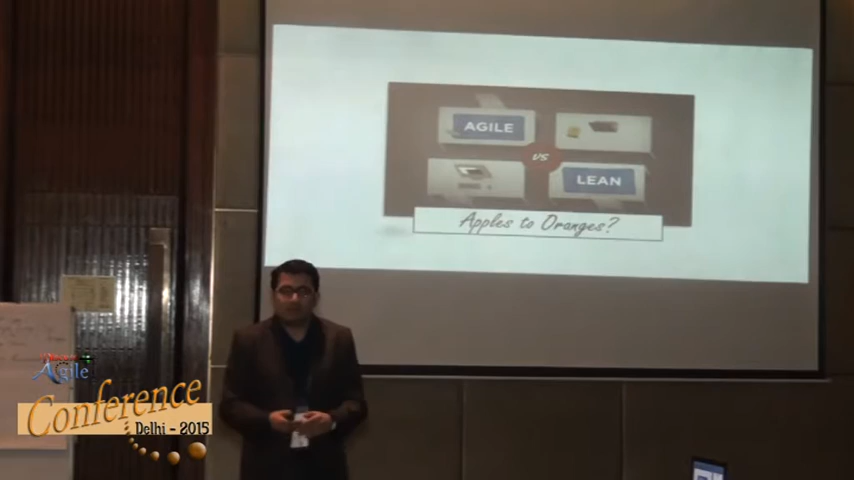 AGILE
vs
LEAN
Apples to Oranges?
Agile
Conference
Delhi - 2015